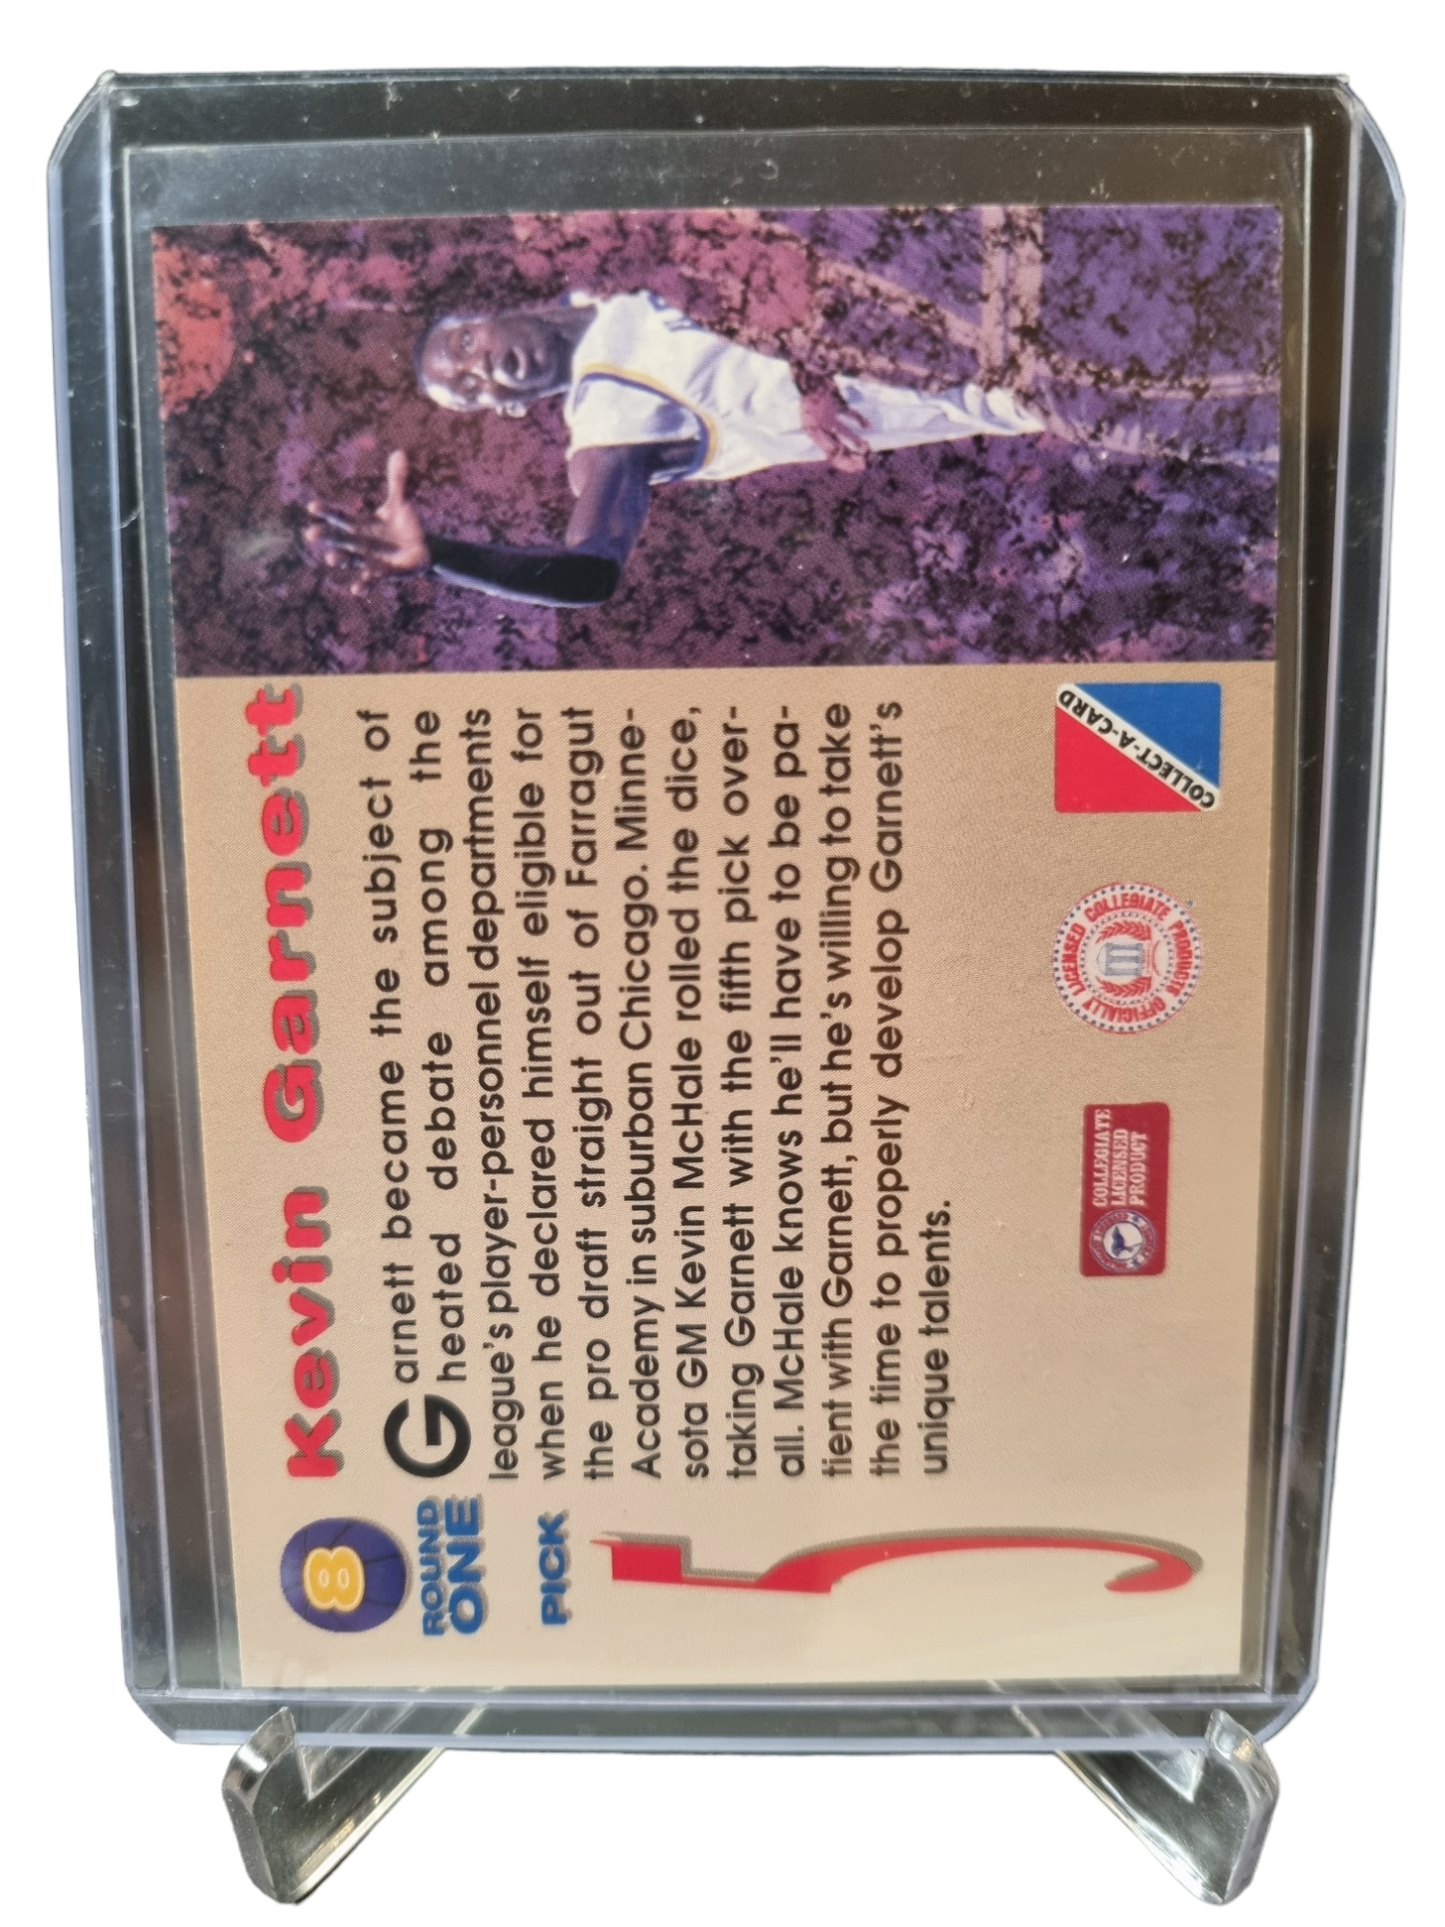 8
Kevin Garnett
ROUND
ONE
PICK
5
Garnett became the subject of
heated debate among the
league's player-personnel departments
when he declared himself eligible for
the pro draft straight out of Farragut
Academy in suburban Chicago. Minne-
sota GM Kevin McHale rolled the dice,
taking Garnett with the fifth pick over-
all. McHale knows he'll have to be pa-
tient with Garnett, but he's willing to take
the time to properly develop Garnett's
unique talents.
COLLEGIATE
LICENSED
PRODUCT
OFFICIALLY LICENSED COLLEGIATE PRODUCTS
COLLECT-A-CARD